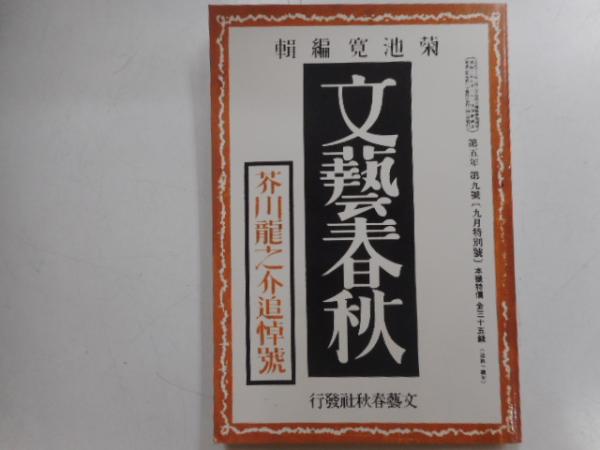 輯編寛池菊
第五年 第九號〔九月特別號〕本號特價 金三十五錢
文藝春秋
芥川龍之介追悼號
行發社秋春藝文